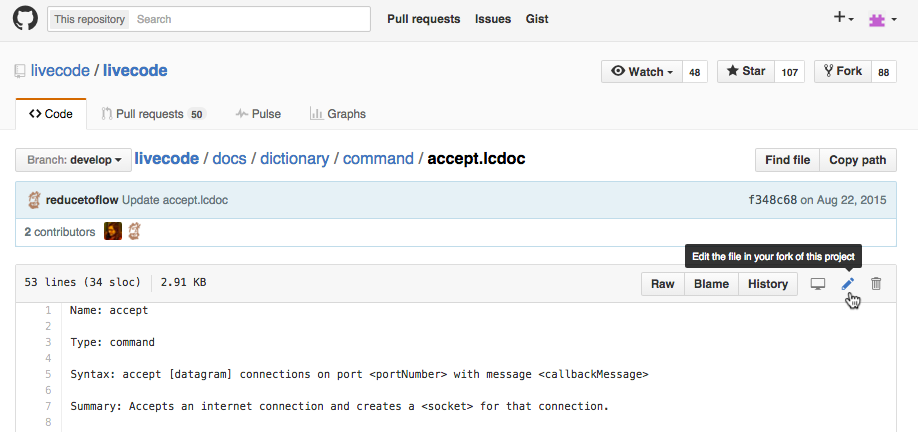 This repository Search Pull requests Issues Gist
livecode / livecode Watch 48 Star 107 Fork 88
Code Pull requests 50 Pulse Graphs
Branch: develop livecode / docs / dictionary / command / accept.lcdoc Find file Copy path
reducetoflow Update accept.lcdoc f348c68 on Aug 22, 2015
2 contributors
Edit the file in your fork of this project
53 lines (34 sloc) 2.91 KB Raw Blame History
1 Name: accept
2
3 Type: command
4
5 Syntax: accept [datagram] connections on port <portNumber> with message <callbackMessage>
6
7 Summary: Accepts an internet connection and creates a <socket> for that connection.
8